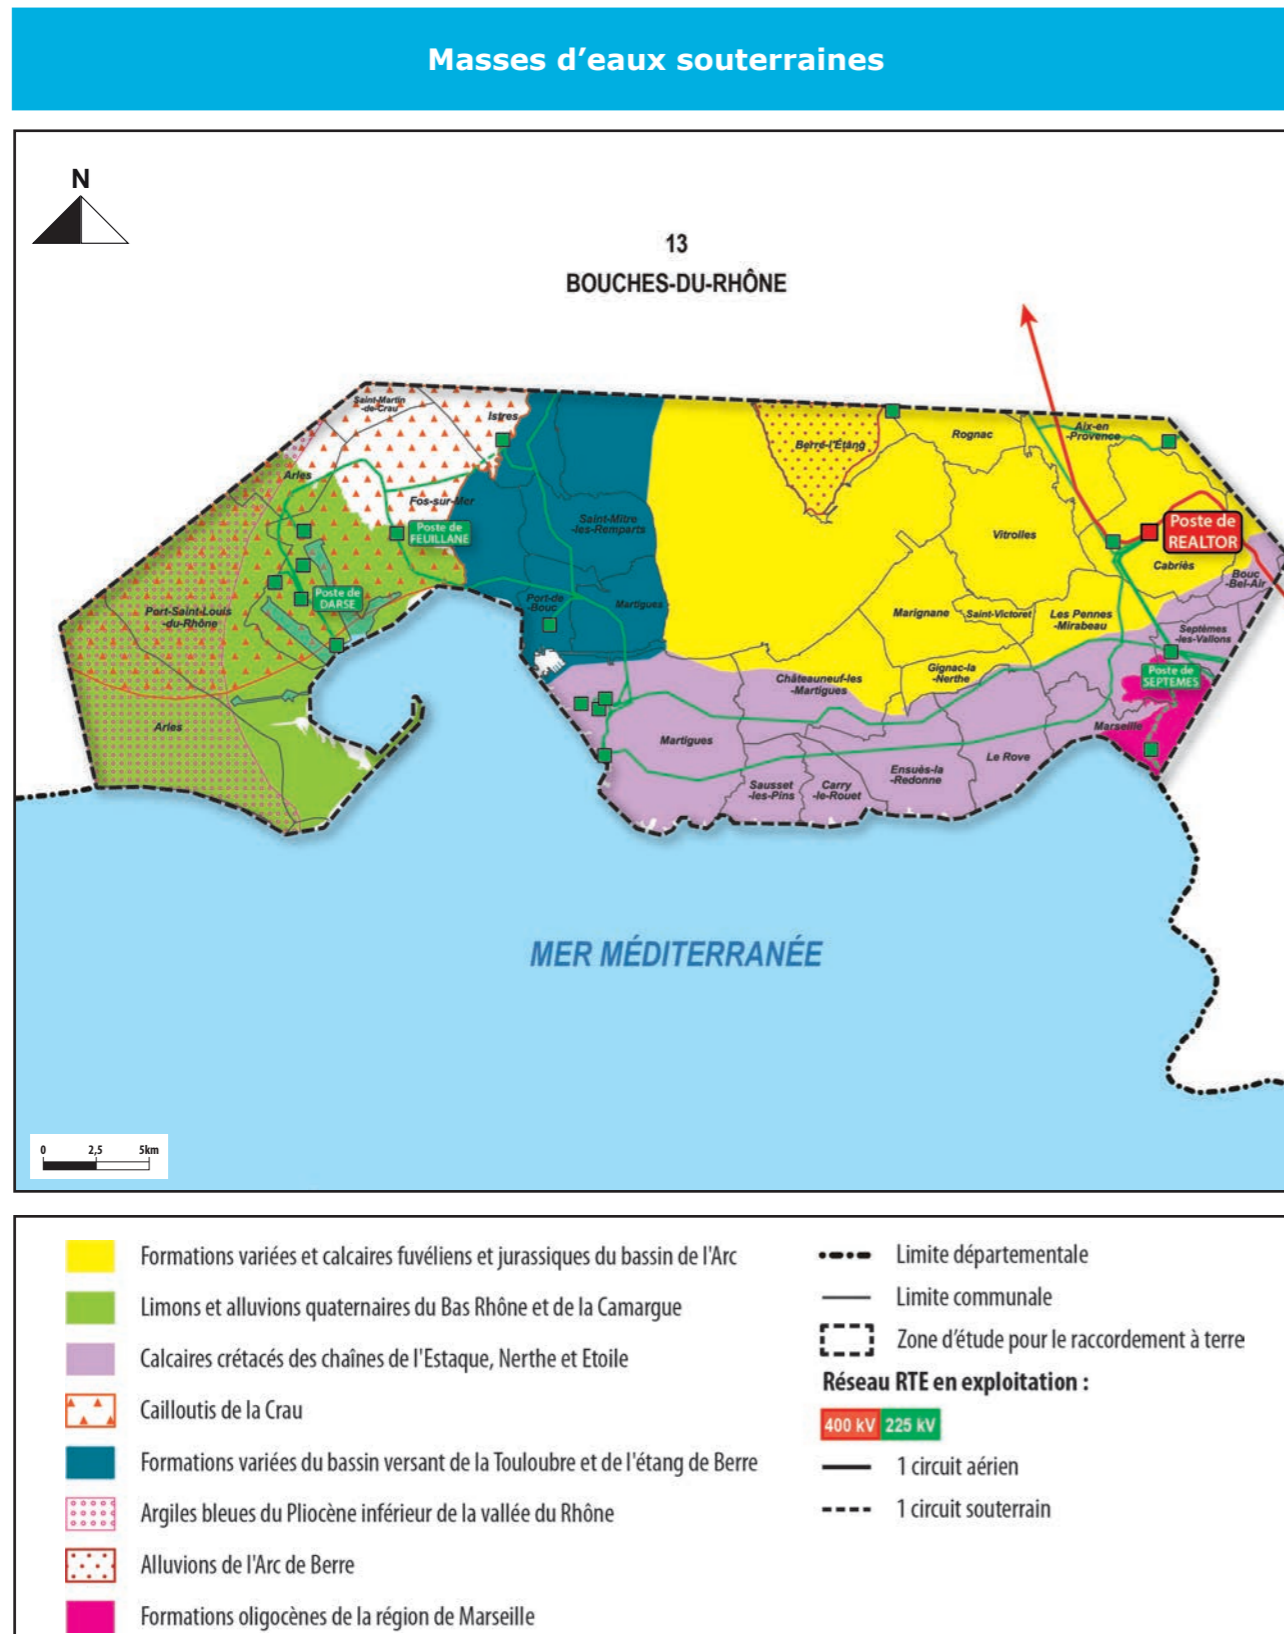 Masses d'eaux souterraines
N
13
BOUCHES-DU-RHÔNE
Saint-Martin
-de-Crau
Istres
Arles
Fos-sur-Mer
Poste de
FEUILLANE
Poste de
DARSE
Port-Saint-Louis
-du-Rhône
Arles
Saint-Mitre
-les-Remparts
Port-de
-Bouc
Martigues
Berre-l'Étang
Rognac
Aix-en
-Provence
Vitrolles
Poste de
REALTOR
Cabriès
Bouc
-Bel-Air
Marignane
Saint-Victoret
Les Pennes
-Mirabeau
Septèmes
-les-Vallons
Poste de
SEPTEMES
Gignac-la
-Nerthe
Châteauneuf-les
-Martigues
Marseille
Martigues
Le Rove
Ensuès-la
-Redonne
Sausset
-les-Pins
Carry
-le-Rouet
MER MÉDITERRANÉE
0 2,5 5km
Formations variées et calcaires fuvéliens et jurassiques du bassin de l'Arc
Limons et alluvions quaternaires du Bas Rhône et de la Camargue
Calcaires crétacés des chaînes de l'Estaque, Nerthe et Etoile
Cailloutis de la Crau
Formations variées du bassin versant de la Touloubre et de l'étang de Berre
Argiles bleues du Pliocène inférieur de la vallée du Rhône
Alluvions de l'Arc de Berre
Formations oligocènes de la région de Marseille
Limite départementale
Limite communale
Zone d'étude pour le raccordement à terre
Réseau RTE en exploitation :
400 kV 225 kV
1 circuit aérien
1 circuit souterrain